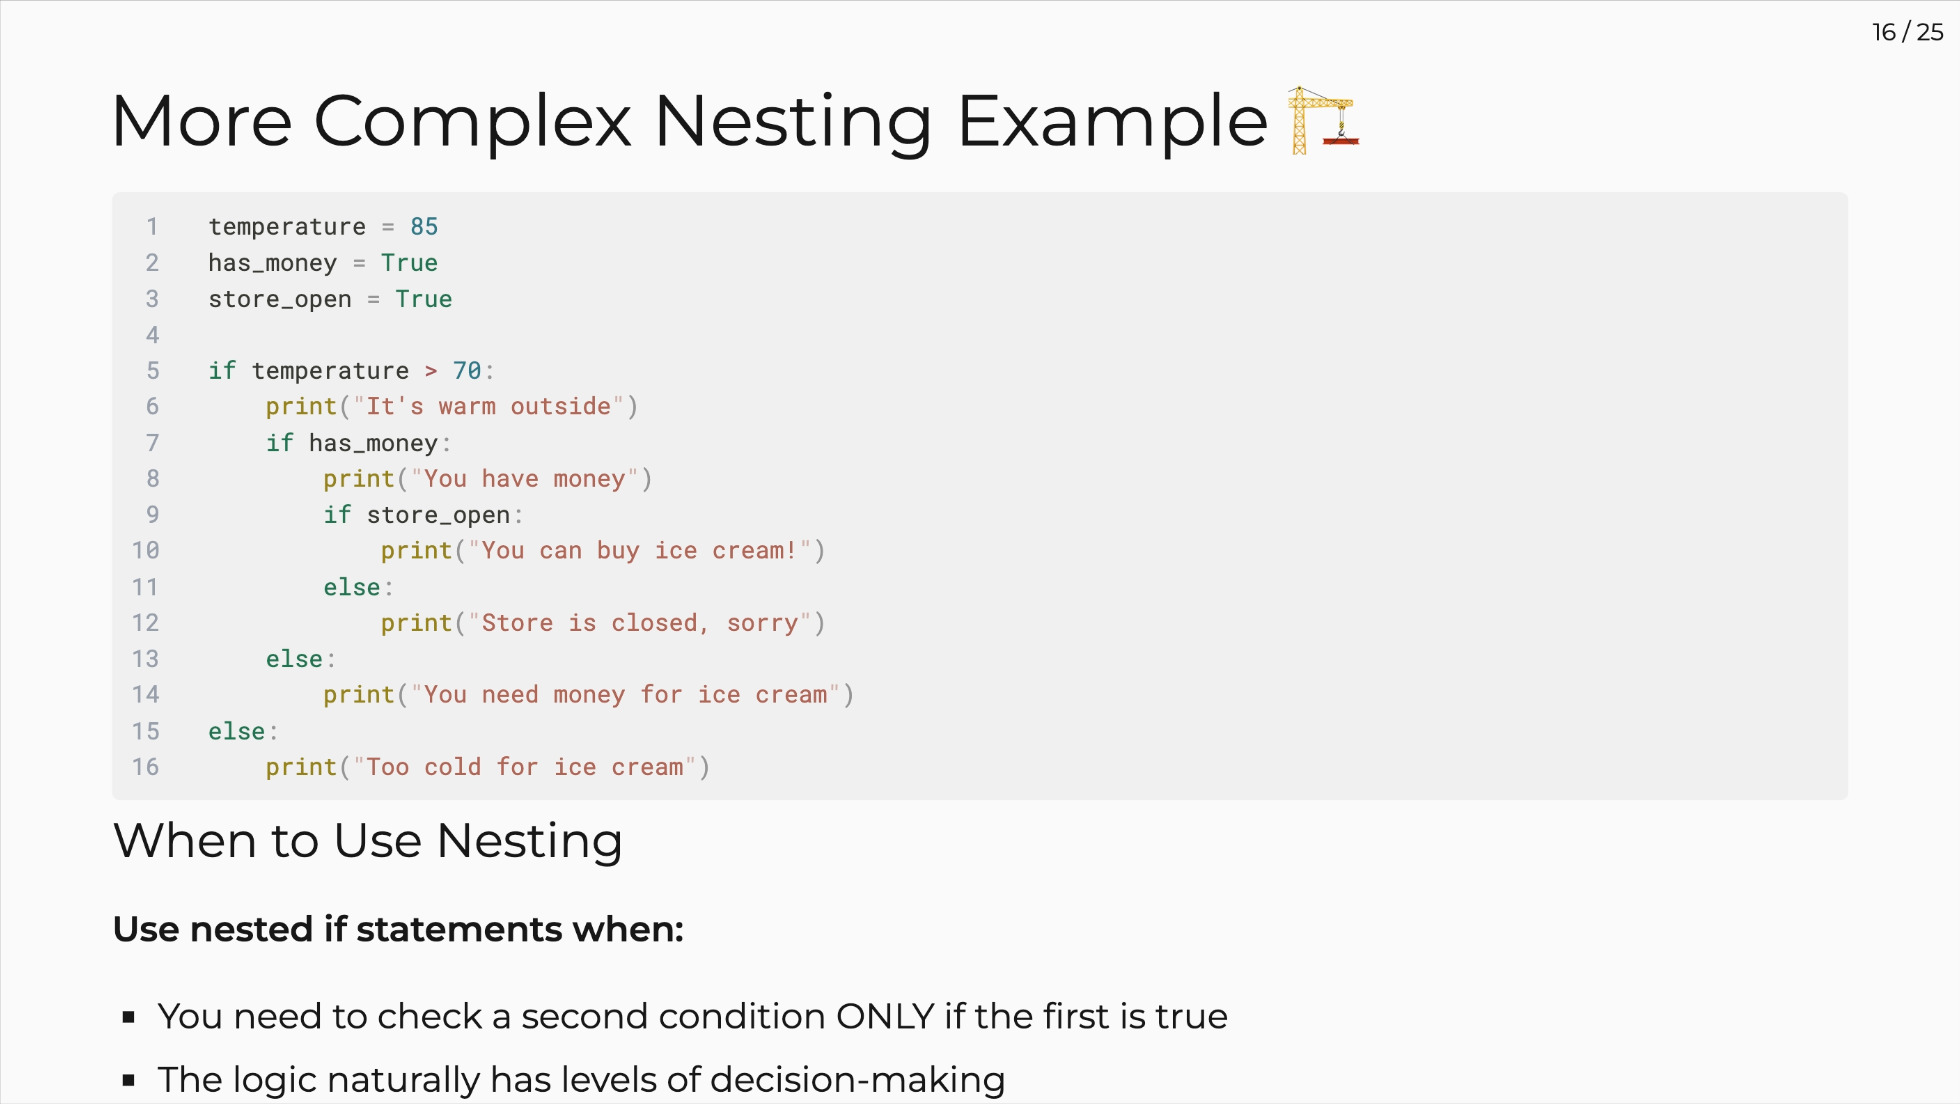 16 / 25
More Complex Nesting Example
1 temperature = 85
2 has_money = True
3 store_open = True
4
5 if temperature > 70:
6     print("It's warm outside")
7     if has_money:
8         print("You have money")
9         if store_open:
10             print("You can buy ice cream!")
11         else:
12             print("Store is closed, sorry")
13     else:
14         print("You need money for ice cream")
15 else:
16     print("Too cold for ice cream")
When to Use Nesting
Use nested if statements when:
▪ You need to check a second condition ONLY if the first is true
▪ The logic naturally has levels of decision-making